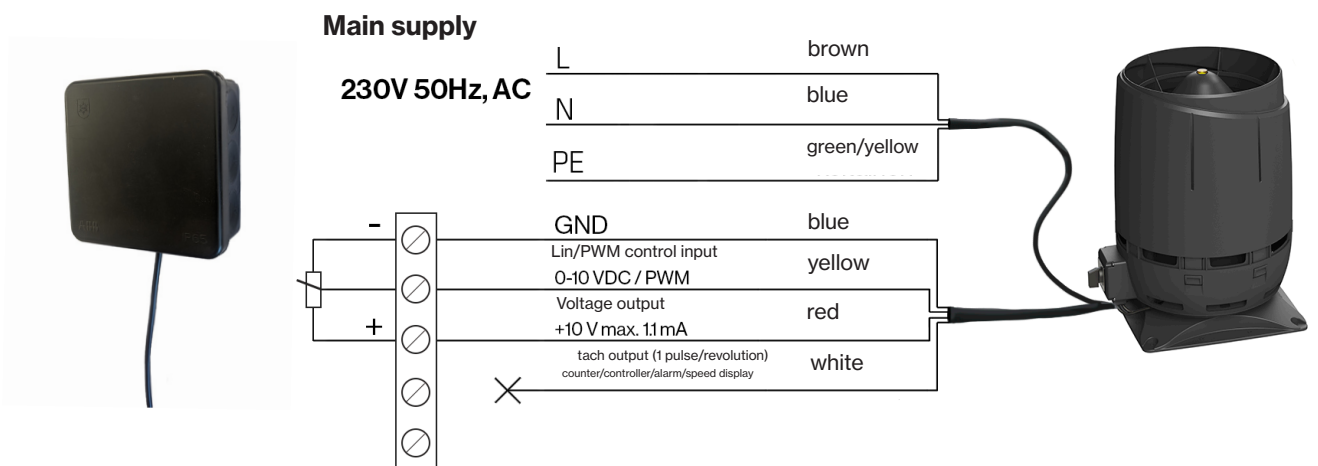 Main supply
230V 50Hz, AC
L
brown
N
blue
PE
green/yellow
-
GND
blue
Lin/PWM control input
yellow
0-10 VDC / PWM
Voltage output
red
+
+10 V max. 1.1 mA
tach output (1 pulse/revolution)
white
counter/controller/alarm/speed display